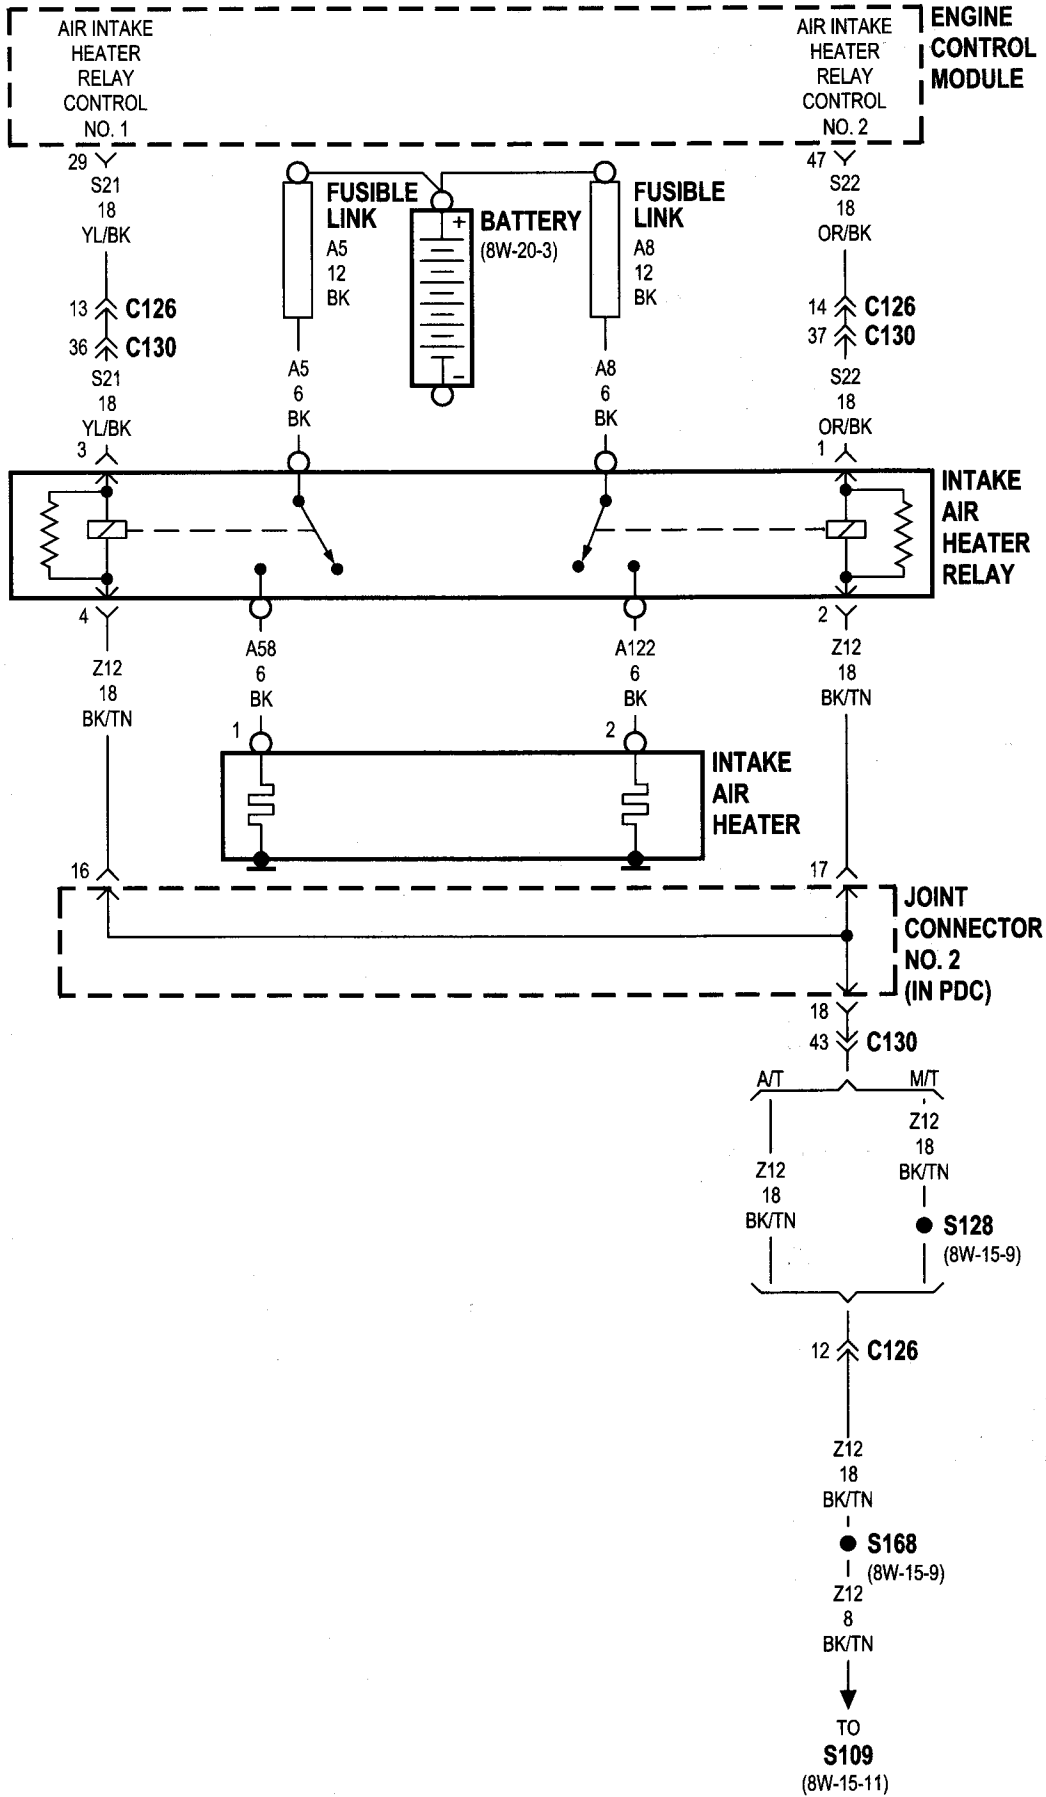 AIR INTAKE
HEATER
RELAY
CONTROL
NO. 1
AIR INTAKE
HEATER
RELAY
CONTROL
NO. 2
ENGINE
CONTROL
MODULE
29
S21
18
YL/BK
13
C126
36
C130
S21
18
YL/BK
3
FUSIBLE
LINK
A5
12
BK
A5
6
BK
+
BATTERY
(8W-20-3)
−
FUSIBLE
LINK
A8
12
BK
A8
6
BK
47
S22
18
OR/BK
14
C126
37
C130
S22
18
OR/BK
1
INTAKE
AIR
HEATER
RELAY
4
Z12
18
BK/TN
A58
6
BK
1
A122
6
BK
2
2
Z12
18
BK/TN
INTAKE
AIR
HEATER
16
17
JOINT
CONNECTOR
NO. 2
(IN PDC)
18
43
C130
A/T
M/T
Z12
18
BK/TN
Z12
18
BK/TN
S128
(8W-15-9)
12
C126
Z12
18
BK/TN
S168
(8W-15-9)
Z12
8
BK/TN
TO
S109
(8W-15-11)